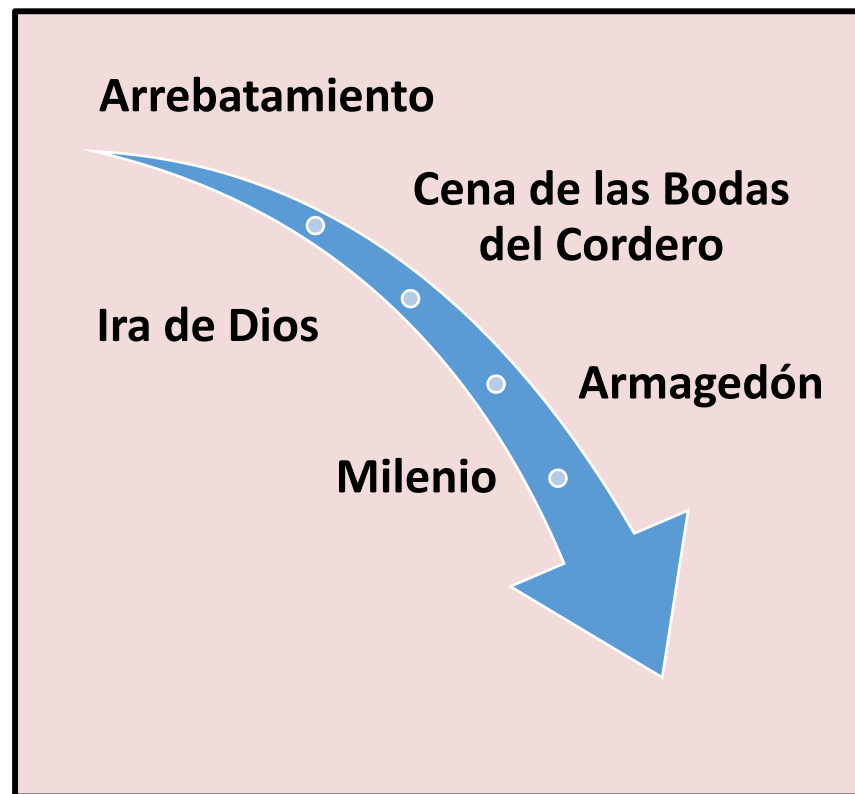 Arrebatamiento
Cena de las Bodas
del Cordero
Ira de Dios
Armagedón
Milenio